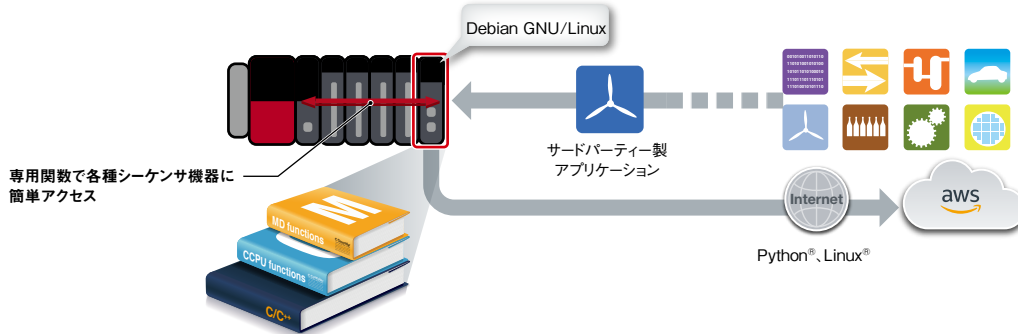 Debian GNU/Linux
専用関数で各種シーケンサ機器に
簡単アクセス
サードパーティー製
アプリケーション
Internet
aws
Python®、Linux®
M
MD functions
CCPU functions
C/C++